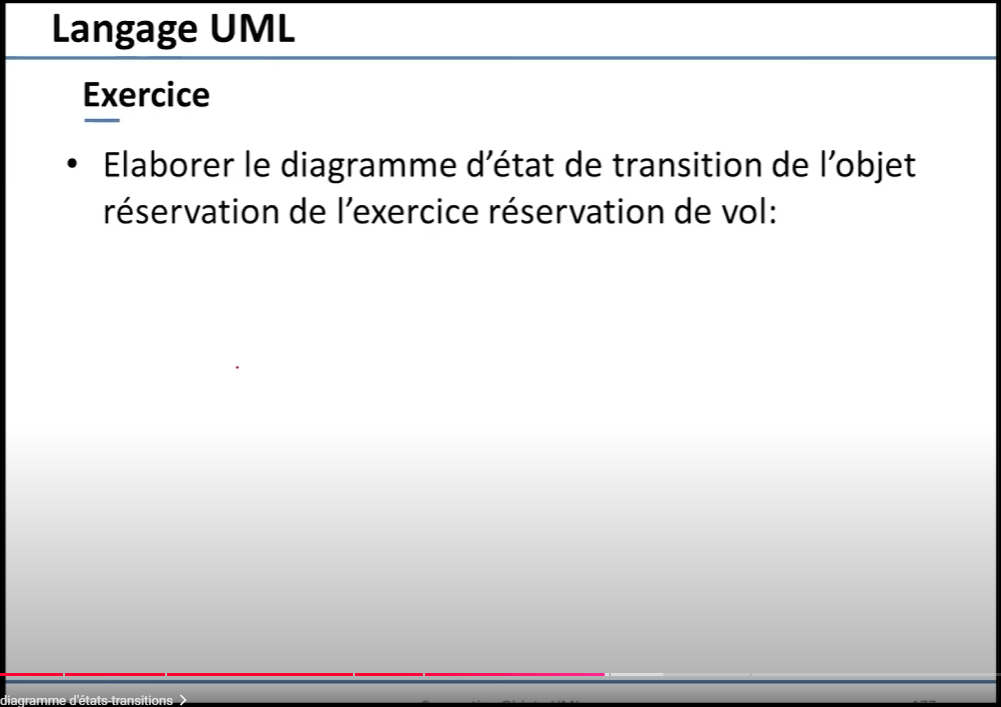 Langage UML
Exercice
• Elaborer le diagramme d'état de transition de l'objet
réservation de l'exercice réservation de vol:
diagramme d'états-transitions